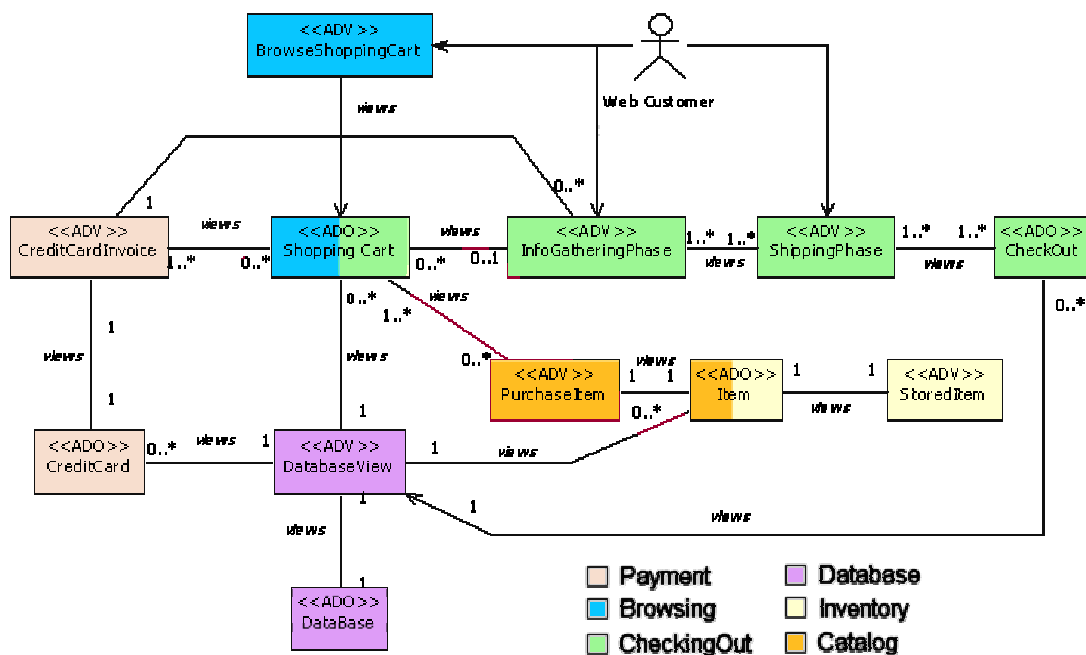 <<ADV >>
BrowseShoppingCart
views
Web Customer
0..*
1
<<ADV >>
CreditCardInvoice
views
1..*
0..*
<<ADO>>
Shopping Cart
views
0..*
0..1
<<ADV >>
InfoGatheringPhase
1..*
1..*
views
<<ADV >>
ShippingPhase
1..*
1..*
views
<<ADO>>
CheckOut
0..*
0..*
1..*
views
0..*
1
views
1
views
1
<<ADV >>
PurchaseItem
views
1
1
0..*
<<ADO>>
Item
1
1
views
<<ADV >>
StoredItem
<<ADO>>
CreditCard
0..*
views
1
<<ADV >>
DatabaseView
1
views
1
1
views
views
1
<<ADO>>
DataBase
Payment
Browsing
CheckingOut
Database
Inventory
Catalog